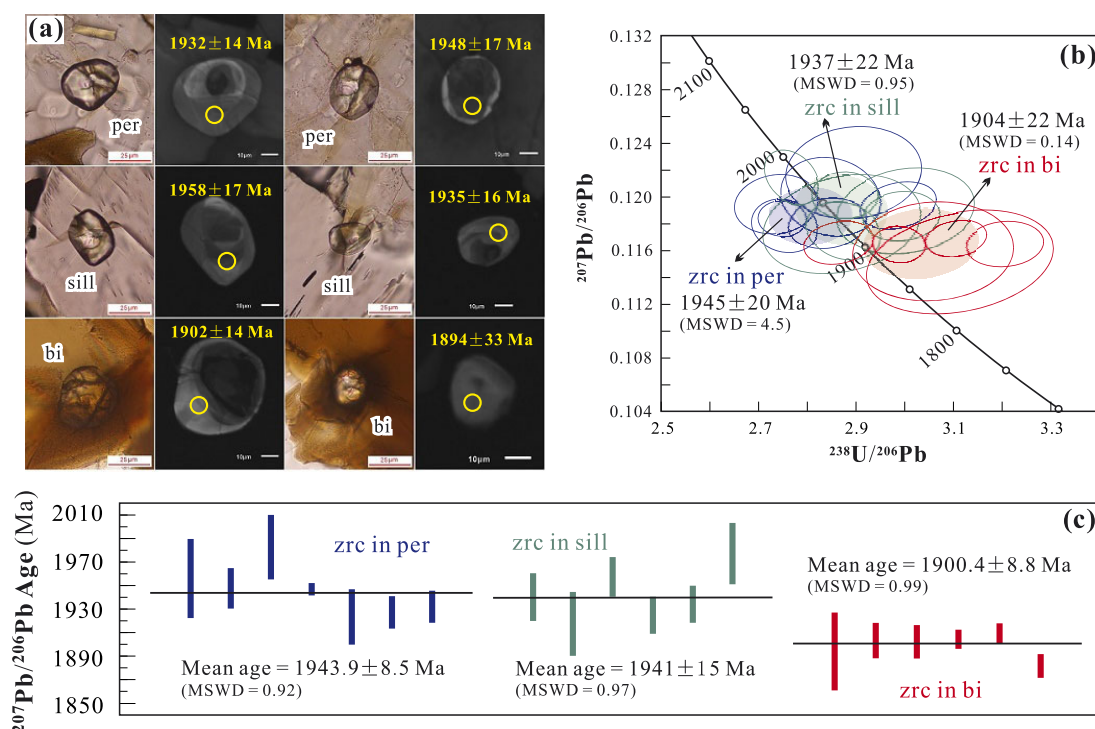 (a)
1932±14 Ma
1948±17 Ma
per
per
25μm
10μm
25μm
10μm
1958±17 Ma
1935±16 Ma
sill
sill
25μm
10μm
25μm
10μm
1902±14 Ma
1894±33 Ma
bi
bi
25μm
10μm
25μm
10μm
(b)
0.132
0.128
0.124
0.120
0.116
0.112
0.108
0.104
²⁰⁷Pb/²⁰⁶Pb
2100
2000
1900
1800
1937±22 Ma
(MSWD=0.95)
zrc in sill
1904±22 Ma
(MSWD=0.14)
zrc in bi
zrc in per
1945±20 Ma
(MSWD=4.5)
2.5
2.7
2.9
3.1
3.3
²³⁸U/²⁰⁶Pb
(c)
²⁰⁷Pb/²⁰⁶Pb Age (Ma)
2010
1970
1930
1890
1850
zrc in per
Mean age = 1943.9±8.5 Ma
(MSWD=0.92)
zrc in sill
Mean age = 1941±15 Ma
(MSWD=0.97)
Mean age = 1900.4±8.8 Ma
(MSWD=0.99)
zrc in bi